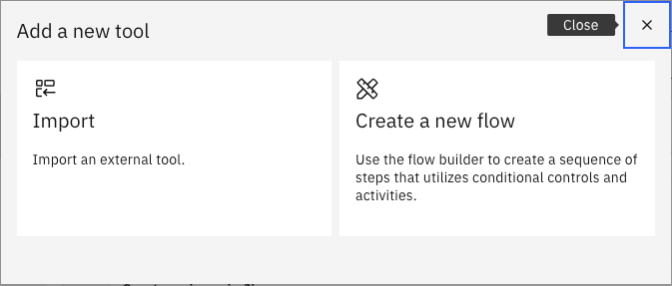 Add a new tool
Close
Import
Import an external tool.
Create a new flow
Use the flow builder to create a sequence of
steps that utilizes conditional controls and
activities.